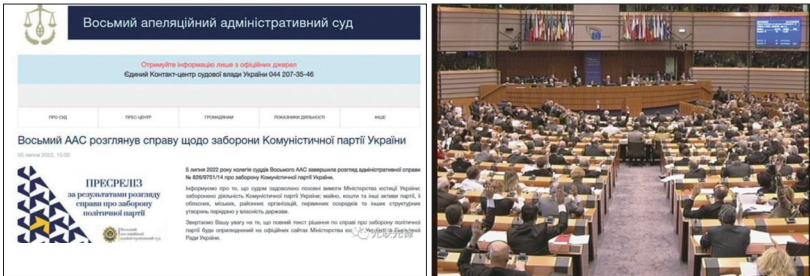 Восьмий апеляційний адміністративний суд
Отримуйте інформацію лише з офіційних джерел
Єдиний Контакт-центр судової влади України 044 207-35-46
ПРО СУД ПРЕС-ЦЕНТР ГРОМАДЯНАМ ПОКАЗНИКИ ДІЯЛЬНОСТІ ІНШЕ
Восьмий ААС розглянув справу щодо заборони Комуністичної партії України
05 липня 2022, 15:00
ПРЕСРЕЛІЗ
за результатами розгляду
справи про заборону
політичної партії
Восьмий
апеляційний
адміністративний суд
5 липня 2022 року колегія суддів Восьмого ААС завершила розгляд адміністративної справи
№ 826/9751/14 про заборону Комуністичної партії України.
Інформуємо про те, що судом задоволено позовні вимоги Міністерства юстиції України;
заборонено діяльність Комуністичної партії України; майно, кошти та інші активи партії, її
обласних, міських, районних організацій, первинних осередків та інших структурних
утворень передано у власність держави.
Звертаємо Вашу увагу на те, що повний текст рішення по справі про заборону політичної
партії буде оприлюднений на офіційних сайтах Міністерства України та
Ради України.